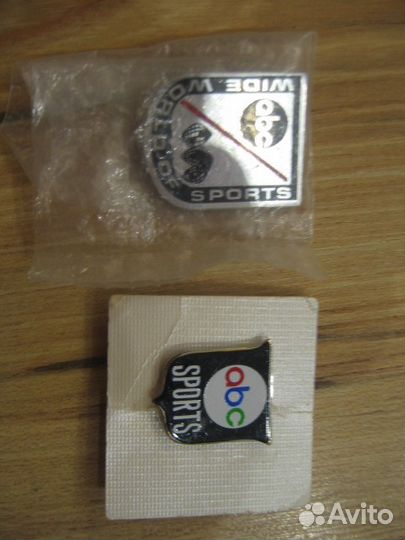 WIDE WORLD OF
abc
SPORTS
abc
SPORTS
Avito